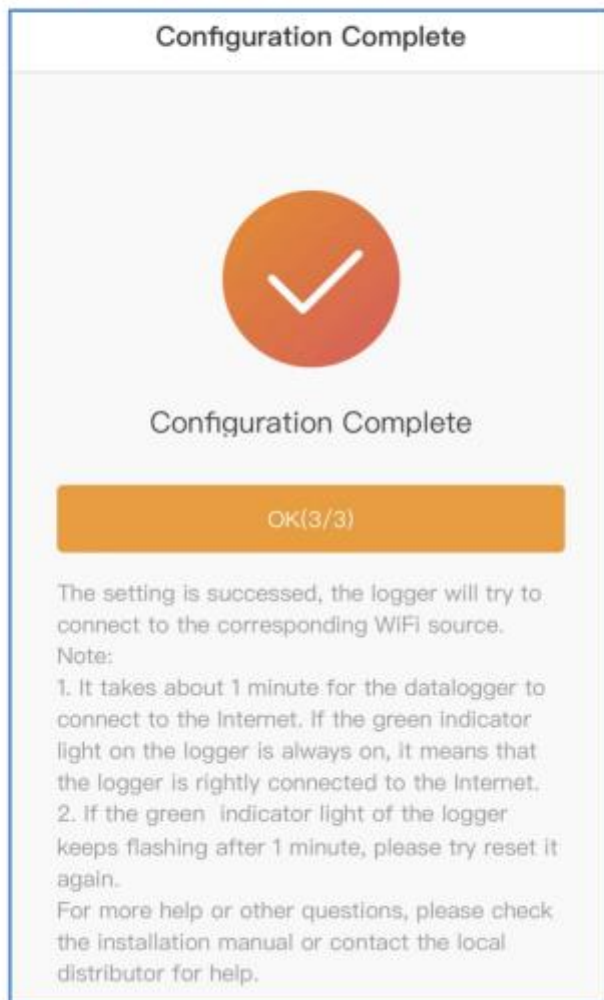 Configuration Complete
Configuration Complete
OK(3/3)
The setting is successed, the logger will try to
connect to the corresponding WiFi source.
Note:
1. It takes about 1 minute for the datalogger to
connect to the Internet. If the green indicator
light on the logger is always on, it means that
the logger is rightly connected to the Internet.
2. If the green indicator light of the logger
keeps flashing after 1 minute, please try reset it
again.
For more help or other questions, please check
the installation manual or contact the local
distributor for help.